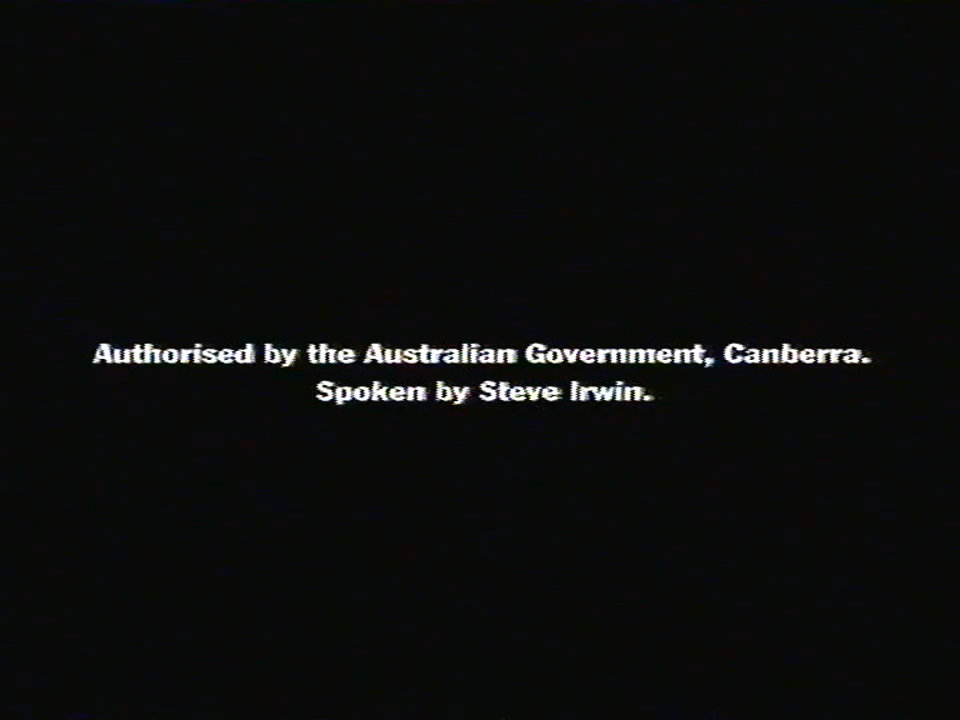 Authorised by the Australian Government, Canberra.
Spoken by Steve Irwin.